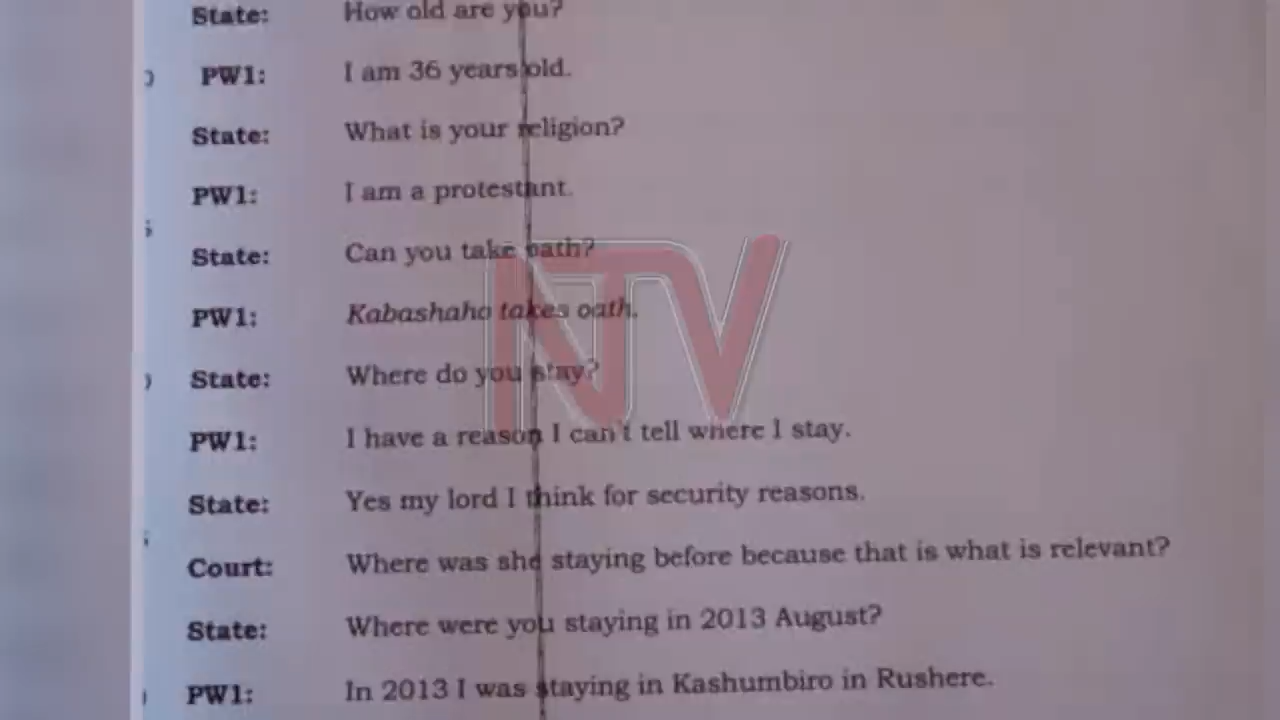 State: How old are you?
PW1: I am 36 years old.
State: What is your religion?
PW1: I am a protestant.
State: Can you take oath?
PW1: Kabashaho takes oath.
State: Where do you stay?
PW1: I have a reason I can't tell where I stay.
State: Yes my lord I think for security reasons.
Court: Where was she staying before because that is what is relevant?
State: Where were you staying in 2013 August?
PW1: In 2013 I was staying in Kashumbiro in Rushere.
NTV